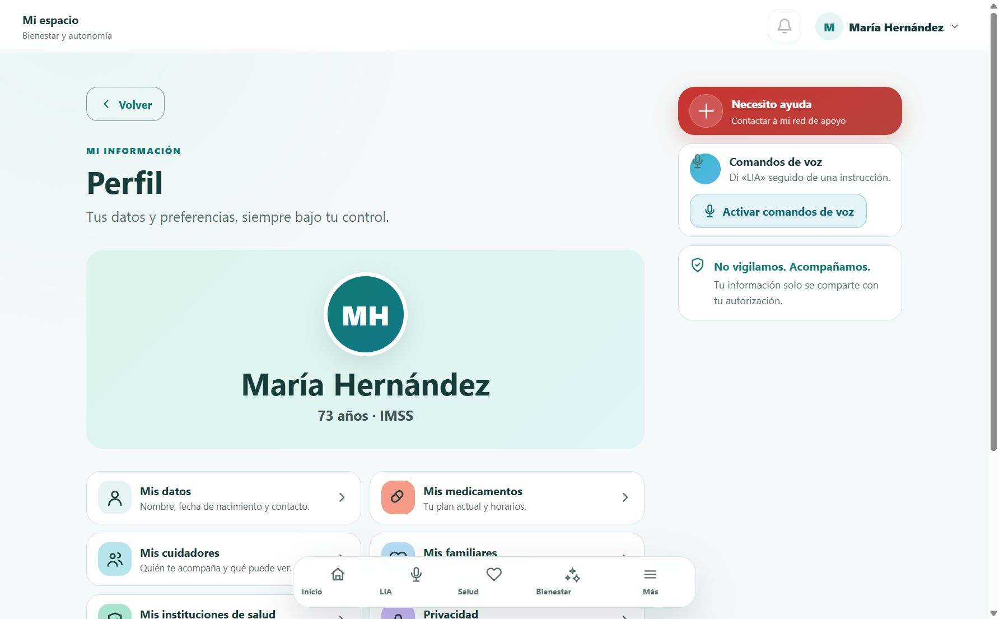 Mi espacio
Bienestar y autonomía
M
María Hernández
Volver
MI INFORMACIÓN
Perfil
Tus datos y preferencias, siempre bajo tu control.
MH
María Hernández
73 años · IMSS
Necesito ayuda
Contactar a mi red de apoyo
Comandos de voz
Di «LIA» seguido de una instrucción.
Activar comandos de voz
No vigilamos. Acompañamos.
Tu información solo se comparte con
tu autorización.
Mis datos
Nombre, fecha de nacimiento y contacto.
Mis medicamentos
Tu plan actual y horarios.
Mis cuidadores
Quién te acompaña y qué puede ver.
Mis familiares
Mis instituciones de salud
Privacidad
Inicio
LIA
Salud
Bienestar
Más